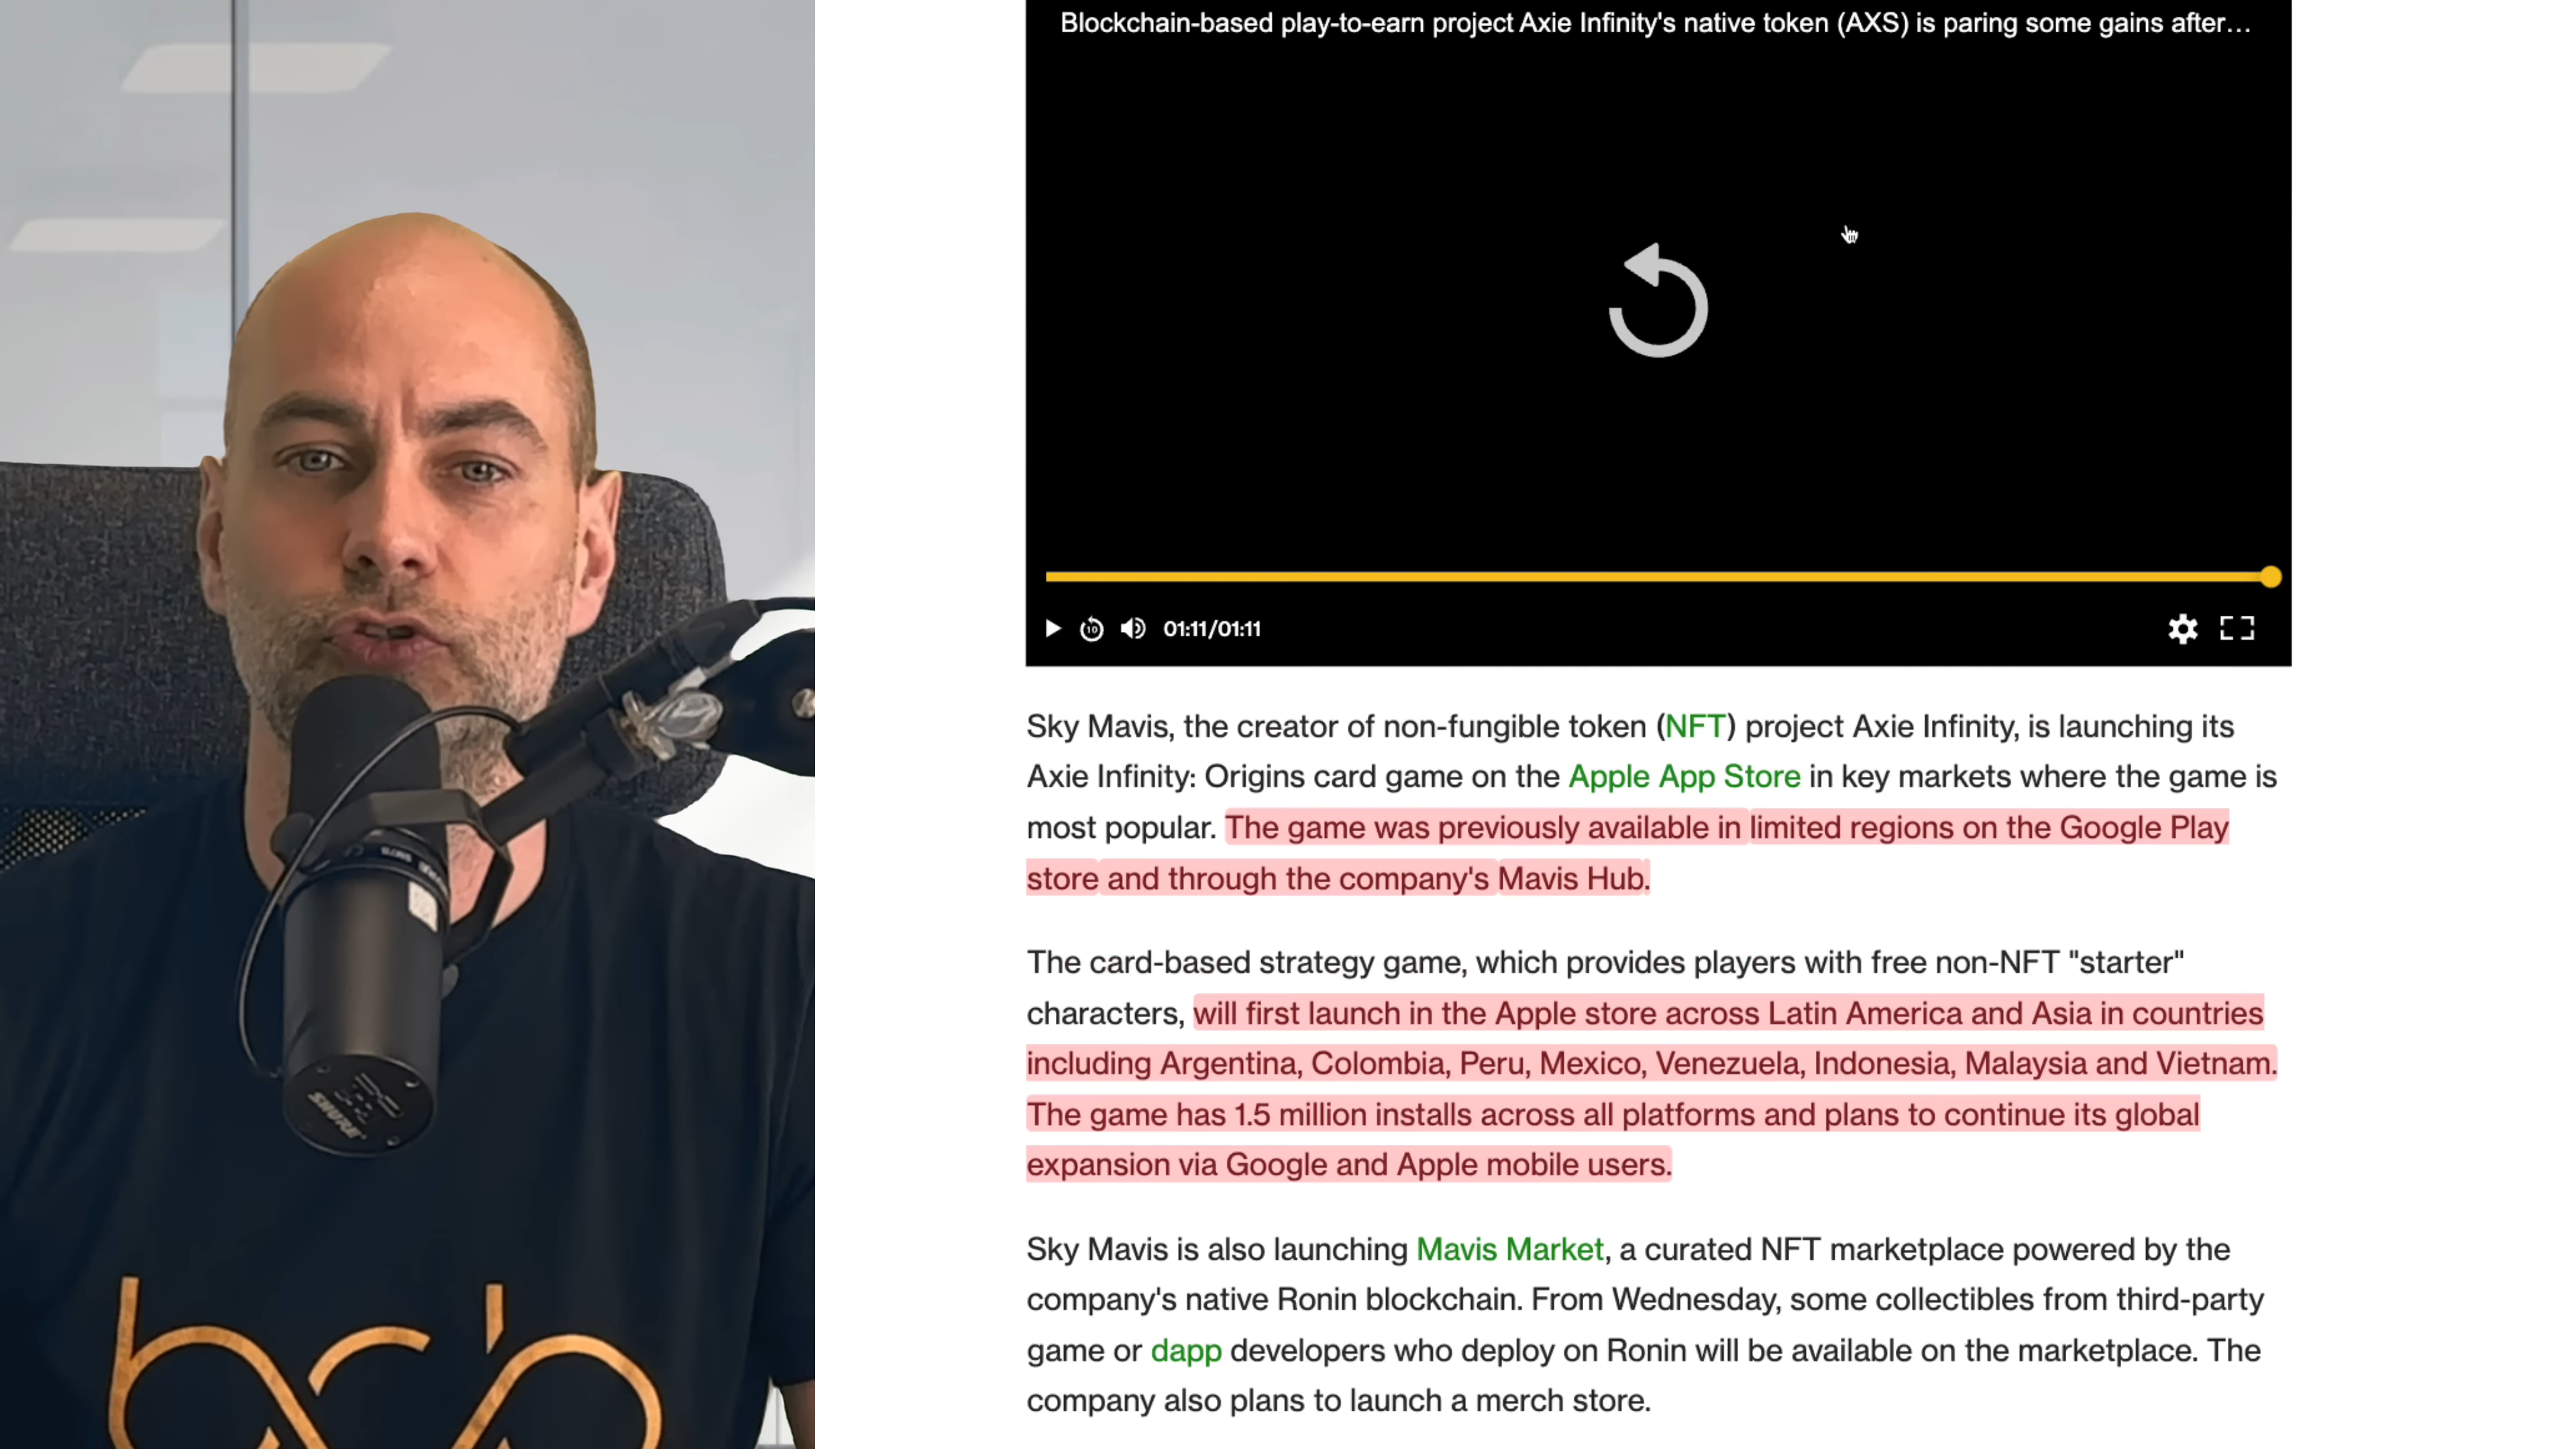 Blockchain-based play-to-earn project Axie Infinity's native token (AXS) is paring some gains after…
10
01:11/01:11
Sky Mavis, the creator of non-fungible token (NFT) project Axie Infinity, is launching its
Axie Infinity: Origins card game on the Apple App Store in key markets where the game is
most popular. The game was previously available in limited regions on the Google Play
store and through the company's Mavis Hub.
The card-based strategy game, which provides players with free non-NFT "starter"
characters, will first launch in the Apple store across Latin America and Asia in countries
including Argentina, Colombia, Peru, Mexico, Venezuela, Indonesia, Malaysia and Vietnam.
The game has 1.5 million installs across all platforms and plans to continue its global
expansion via Google and Apple mobile users.
Sky Mavis is also launching Mavis Market, a curated NFT marketplace powered by the
company's native Ronin blockchain. From Wednesday, some collectibles from third-party
game or dapp developers who deploy on Ronin will be available on the marketplace. The
company also plans to launch a merch store.
SHURE
bcb